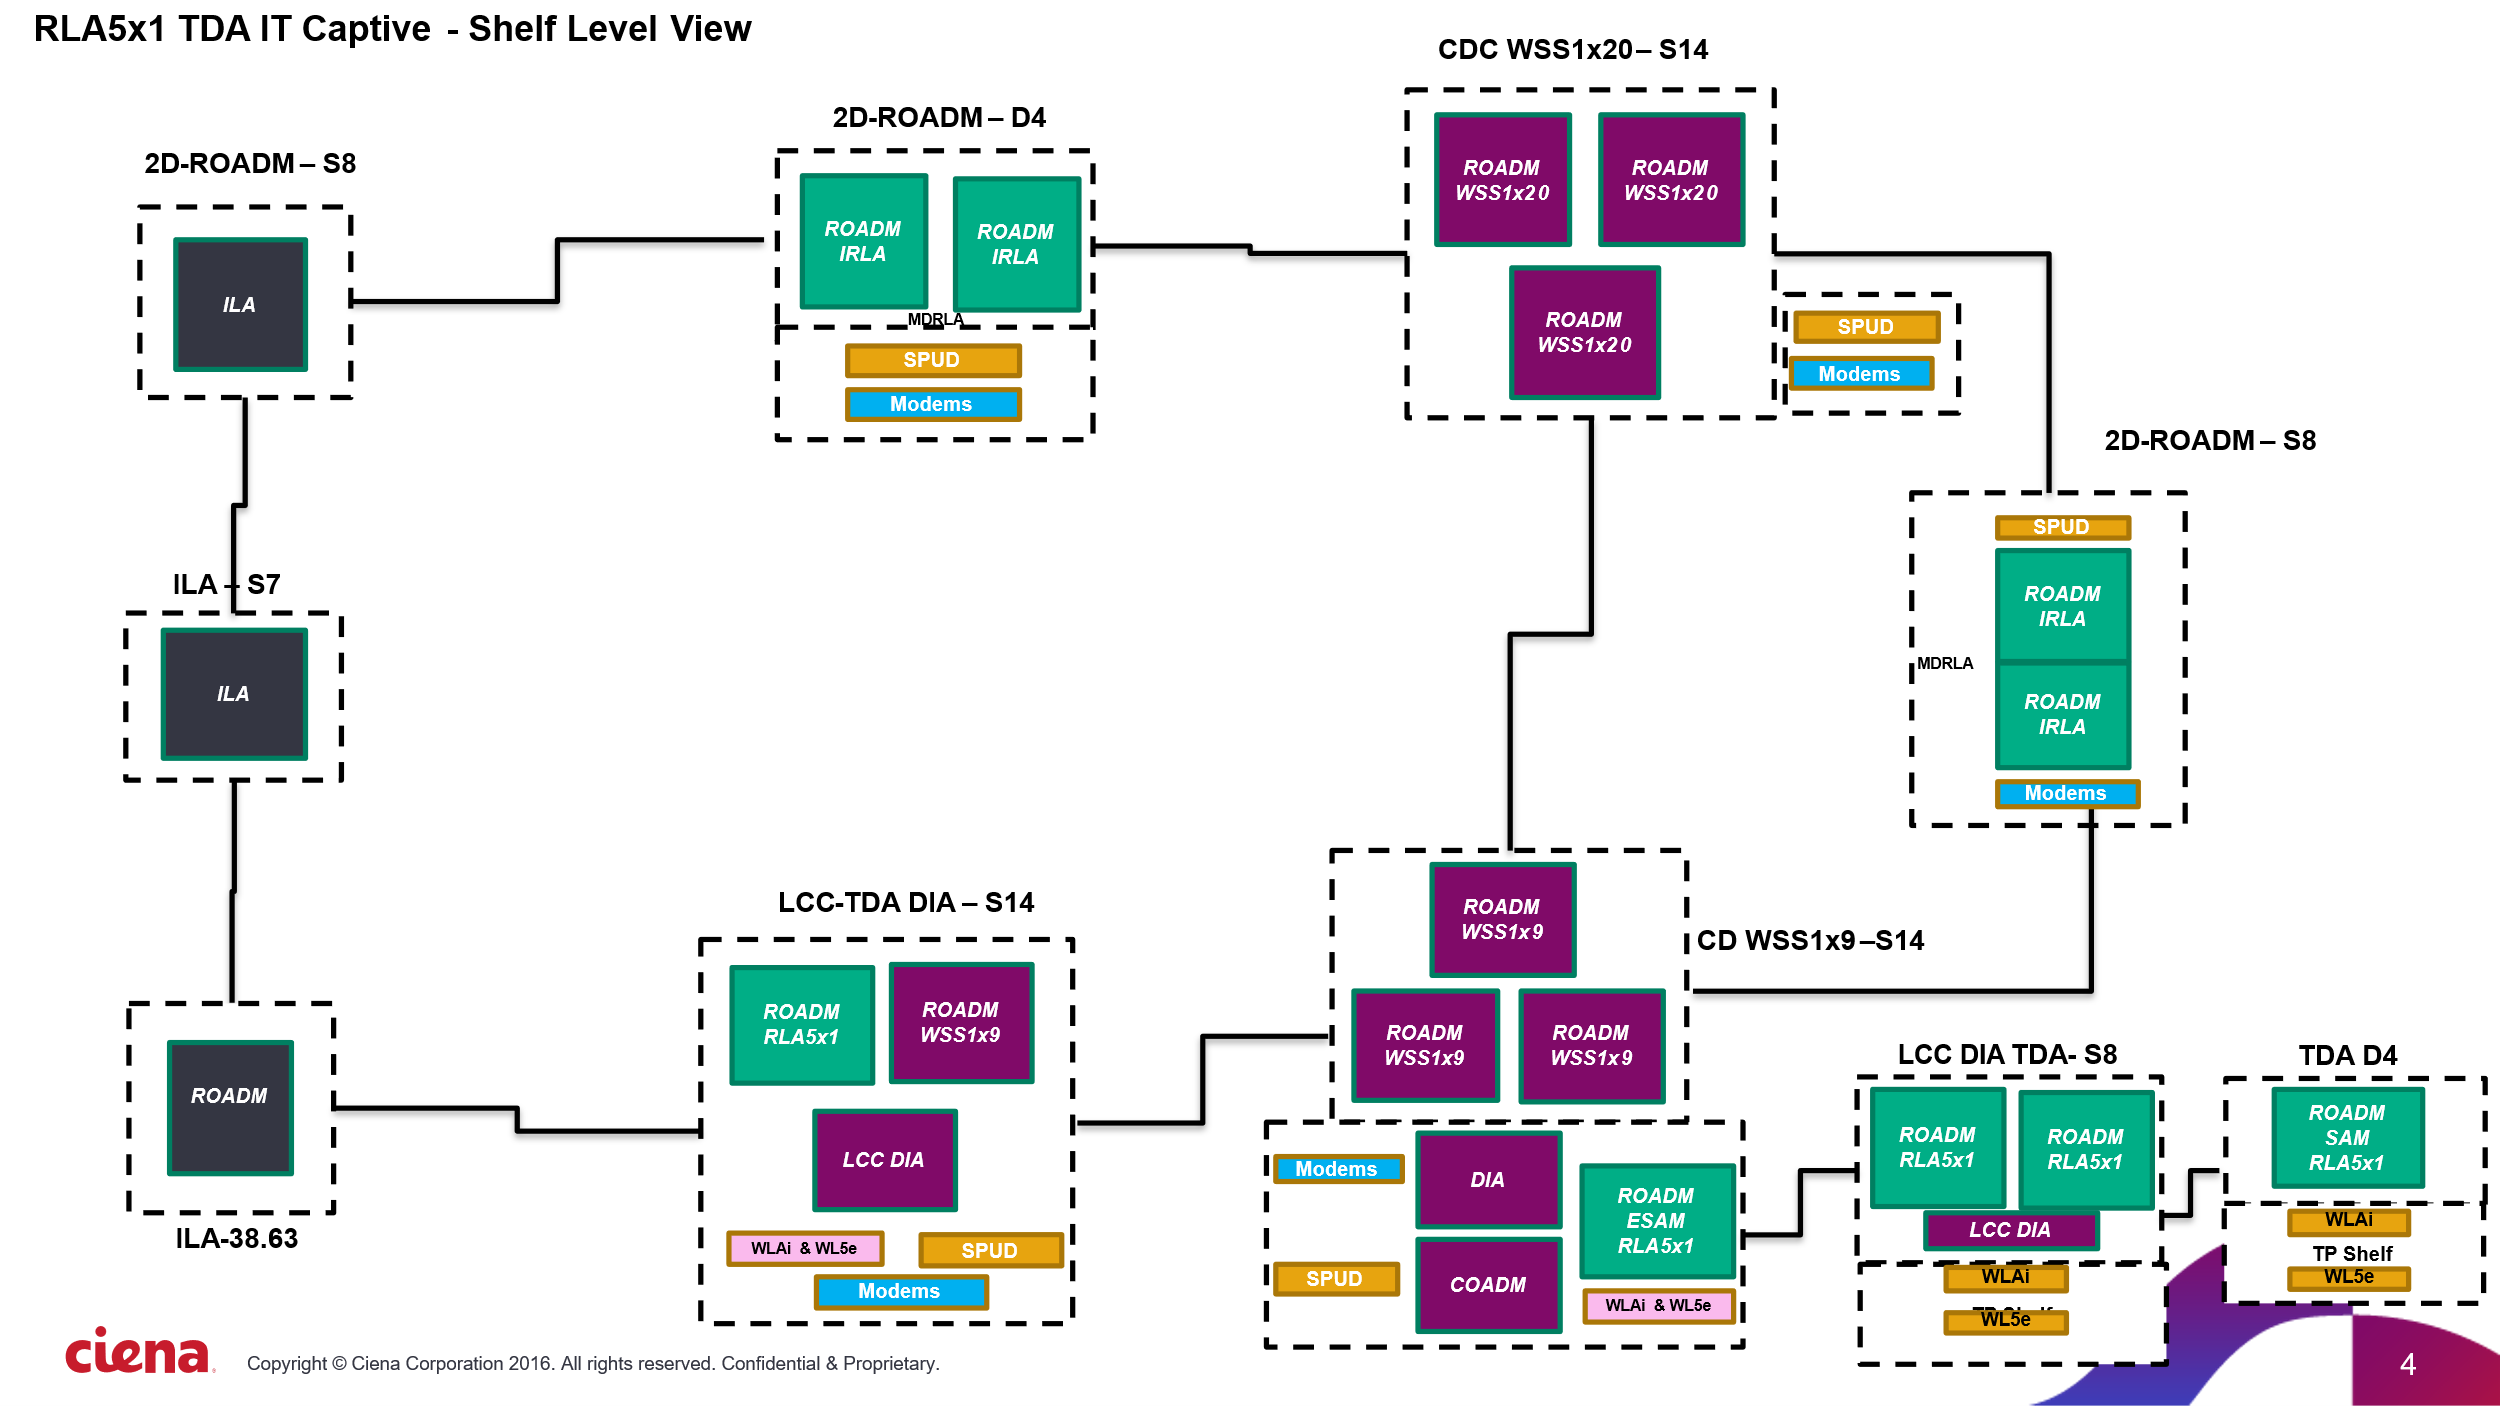 RLA5x1 TDA IT Captive - Shelf Level View
CDC WSS1x20 – S14
2D-ROADM – D4
2D-ROADM – S8
ILA
ROADM
IRLA
ROADM
IRLA
MDRLA
SPUD
Modems
ROADM
WSS1x20
ROADM
WSS1x20
ROADM
WSS1x20
SPUD
Modems
2D-ROADM – S8
SPUD
ROADM
IRLA
MDRLA
ROADM
IRLA
Modems
ILA – S7
ILA
ROADM
ILA-38.63
LCC-TDA DIA – S14
ROADM
RLA5x1
ROADM
WSS1x9
LCC DIA
WLAi & WL5e
SPUD
Modems
CD WSS1x9 –S14
ROADM
WSS1x9
ROADM
WSS1x9
ROADM
WSS1x9
Modems
DIA
ROADM
ESAM
RLA5x1
SPUD
COADM
WLAi & WL5e
LCC DIA TDA- S8
ROADM
RLA5x1
ROADM
RLA5x1
LCC DIA
WLAi
WL5e
TDA D4
ROADM
SAM
RLA5x1
WLAi
TP Shelf
WL5e
ciena
Copyright © Ciena Corporation 2016. All rights reserved. Confidential & Proprietary.
4